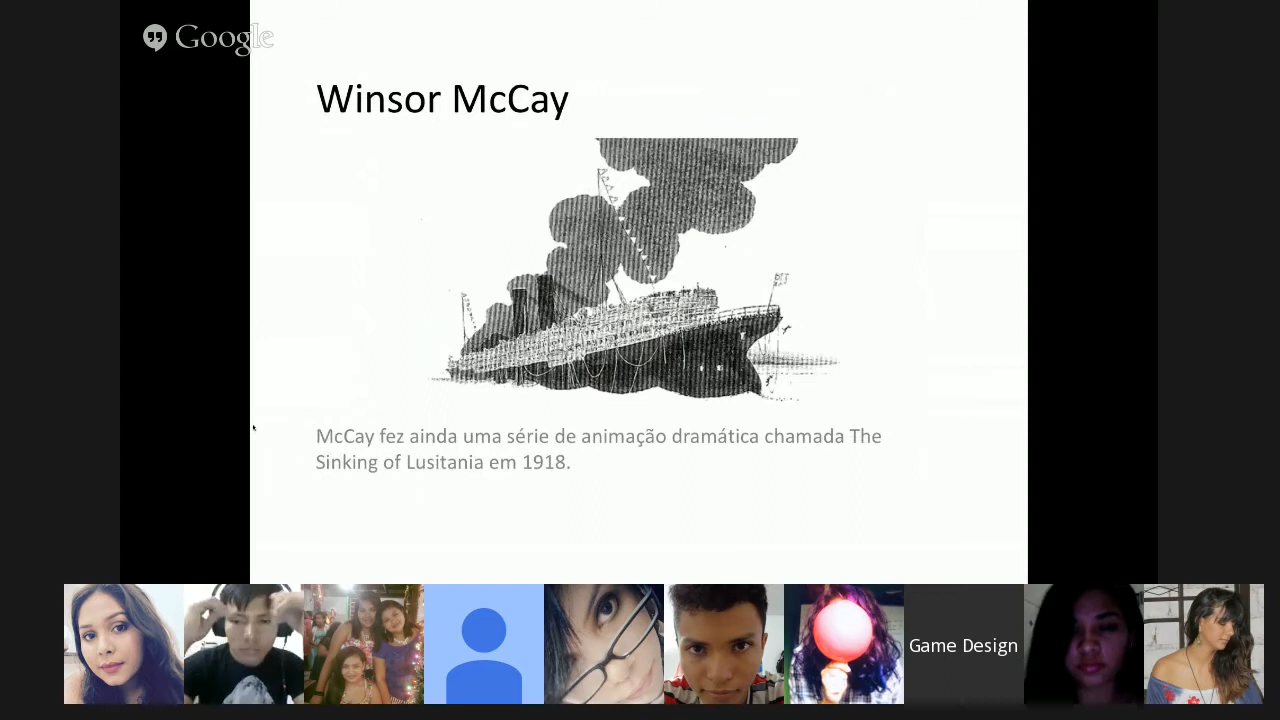 Google
Winsor McCay
McCay fez ainda uma série de animação dramática chamada The
Sinking of Lusitania em 1918.
Game Design